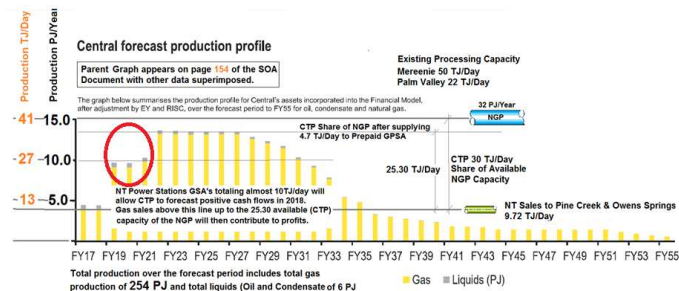 Production TJ/Day
Production PJ/Year
Central forecast production profile
Parent Graph appears on page 154 of the SOA
Document with other data superimposed.
Existing Processing Capacity
Mereenie 50 TJ/Day
Palm Valley 22 TJ/Day
The graph below summarises the production profile for Central's assets incorporated into the Financial Model,
after adjustment by EY and RISC, over the forecast period to FY55 for oil, condensate and natural gas.
32 PJ/Year
NGP
41 15.0
CTP Share of NGP after supplying
4.7 TJ/Day to Prepaid GPSA
27 10.0
25.30 TJ/Day
CTP 30 TJ/Day
Share of Available
NGP Capacity
NT Power Stations GSA's totaling almost 10TJ/day will
allow CTP to forecast positive cash flows in 2018.
Gas sales above this line up to the 25.30 available (CTP)
capacity of the NGP will then contribute to profits.
13 5.0
NT Sales to Pine Creek & Owens Springs
9.72 TJ/Day
FY17 FY19 FY21 FY23 FY25 FY27 FY29 FY31 FY33 FY35 FY37 FY39 FY41 FY43 FY45 FY47 FY49 FY51 FY53 FY55
Total production over the forecast period includes total gas
production of 254 PJ and total liquids (Oil and Condensate of 6 PJ
Gas Liquids (PJ)